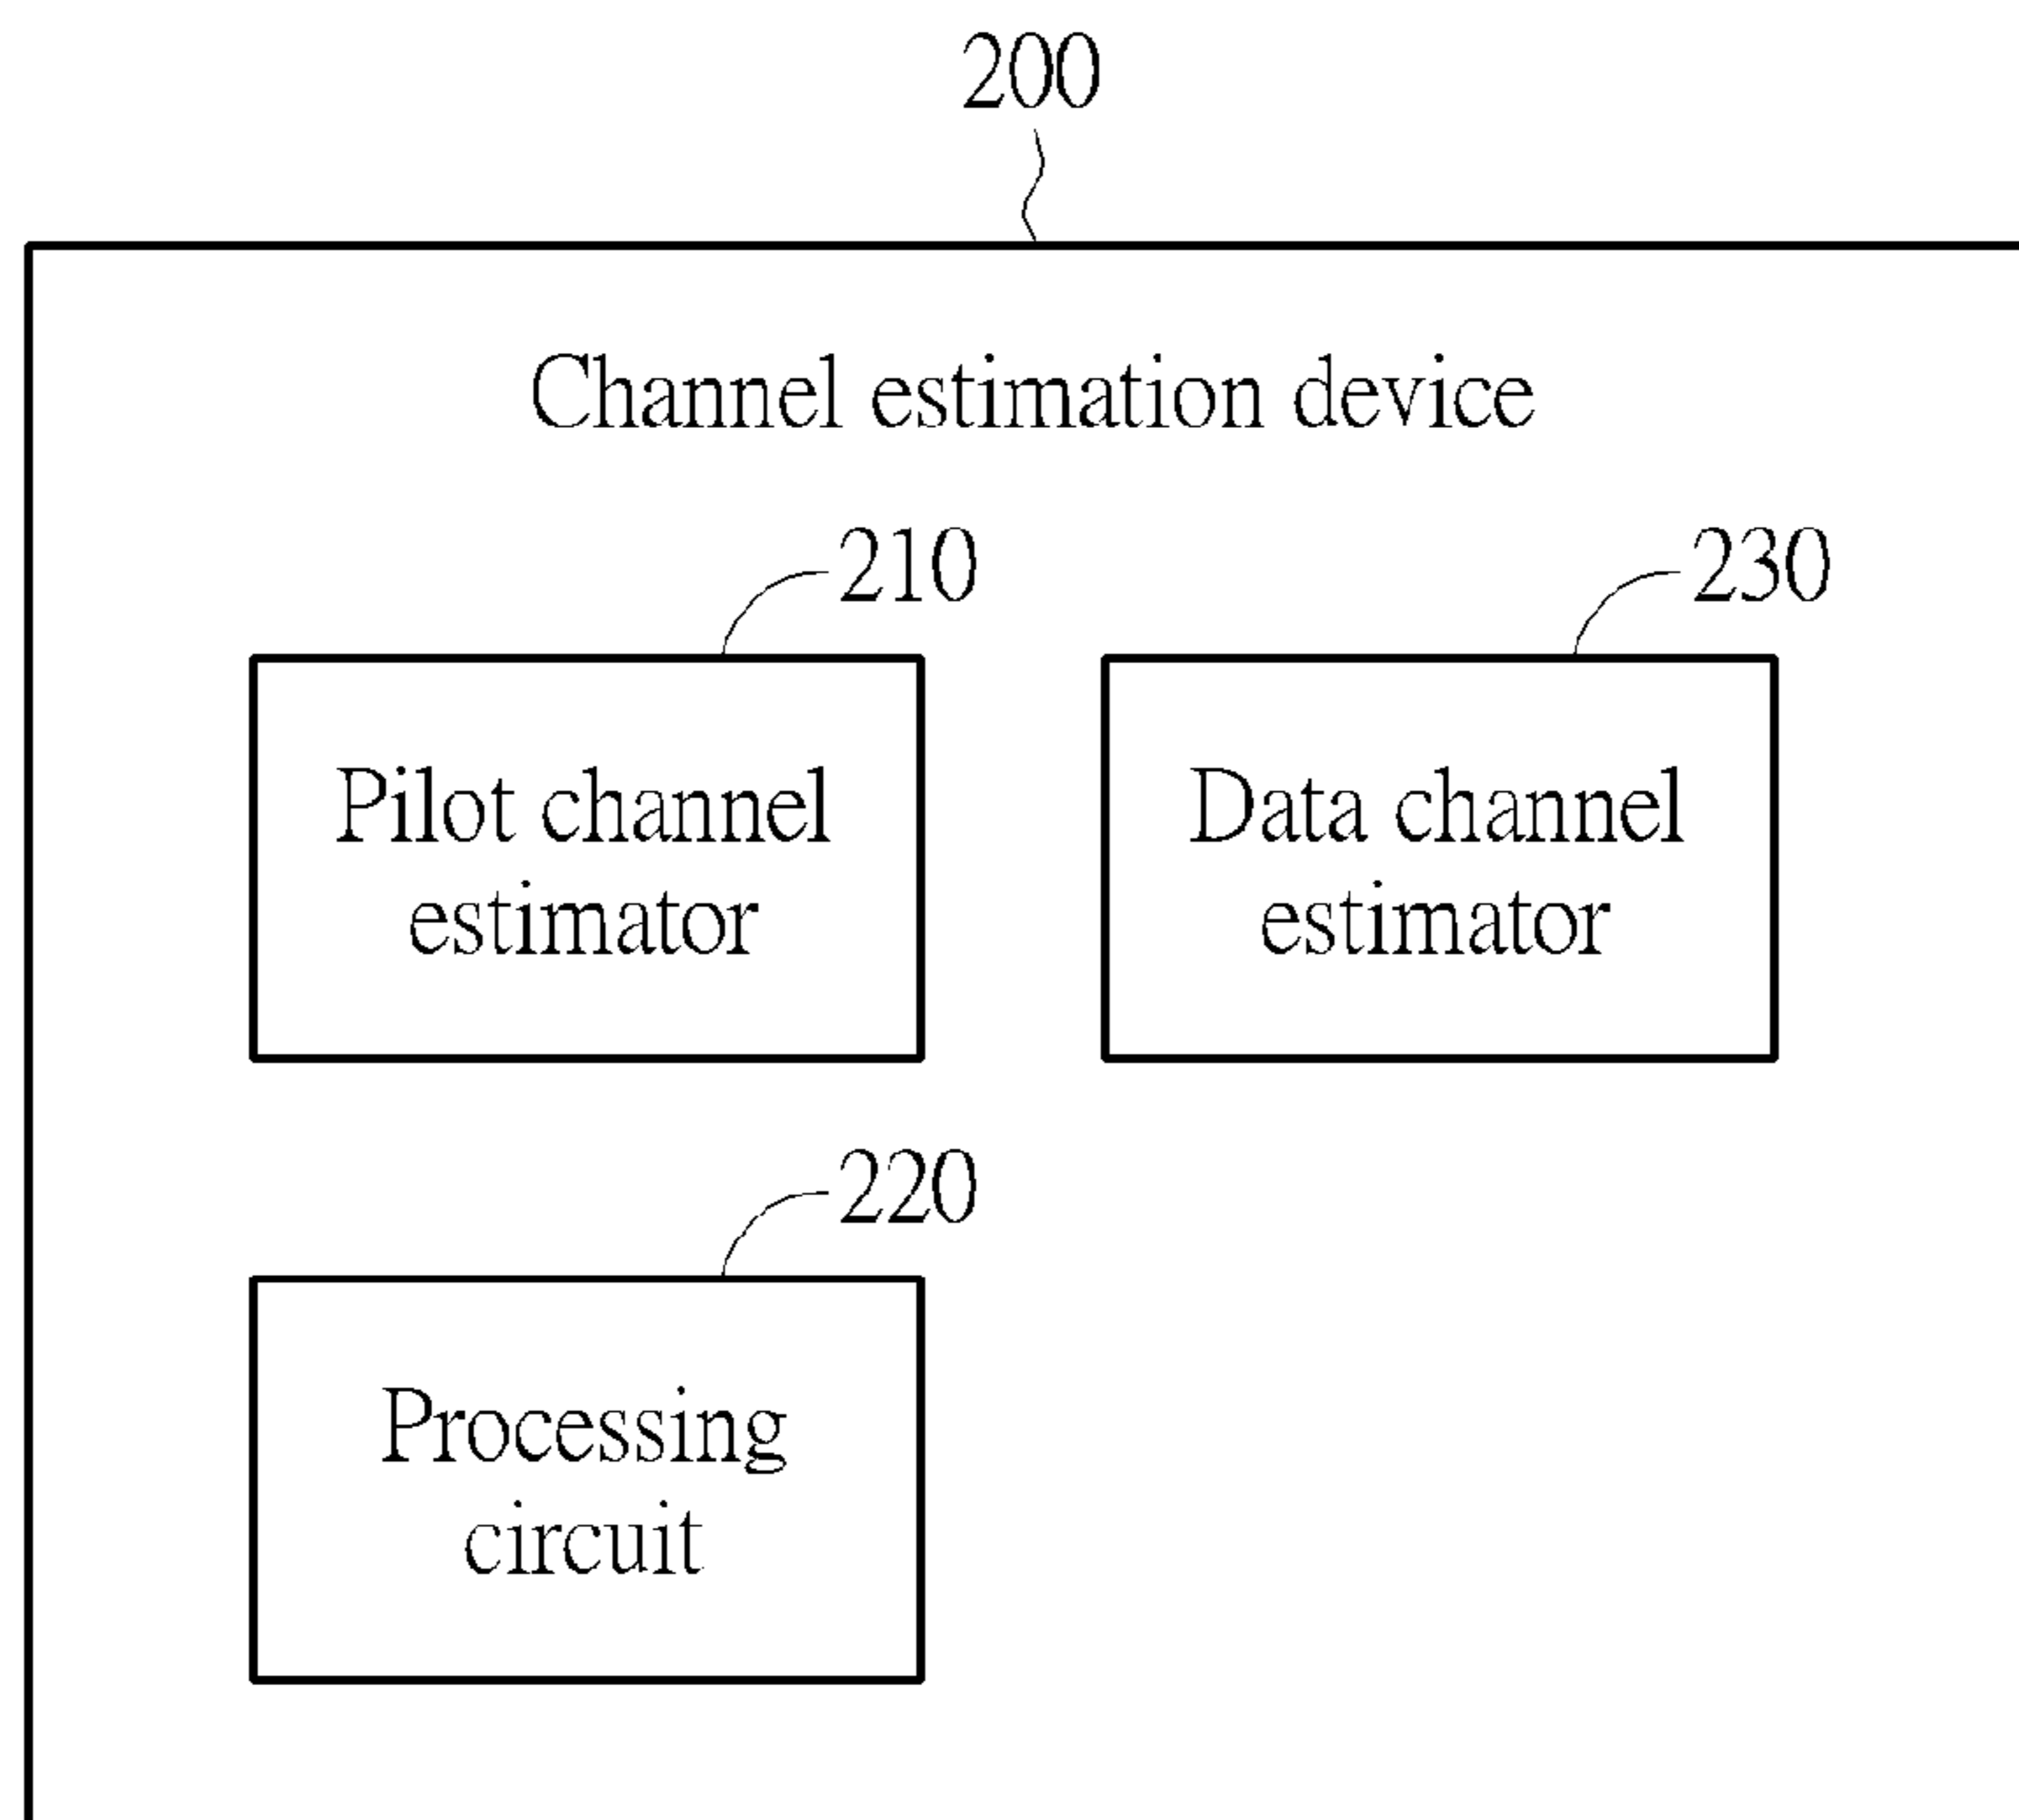 200
Channel estimation device
210
230
Pilot channel
estimator
Data channel
estimator
220
Processing
circuit